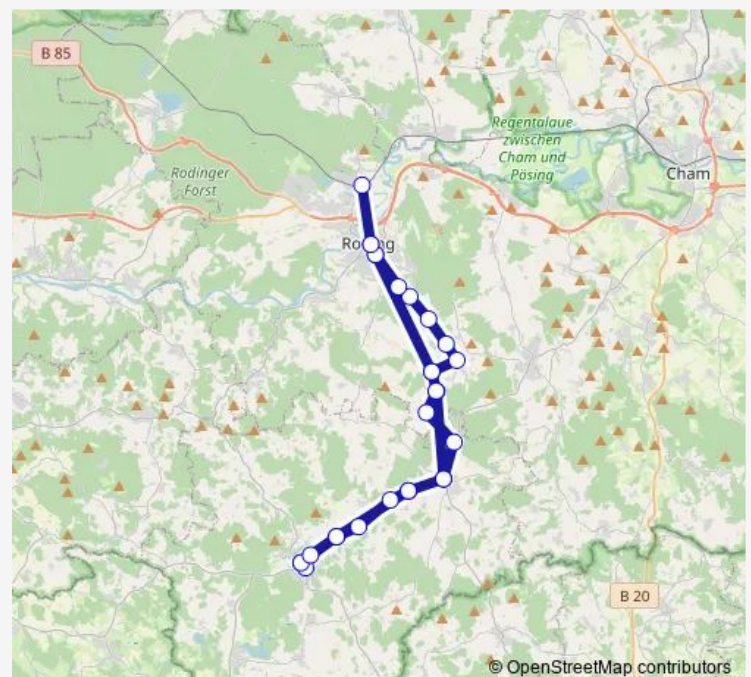 B 85
Regentalaue
zwischen
Cham und
Pösing
Cham
Rodinger
Forst
B 20
© OpenStreetMap contributors